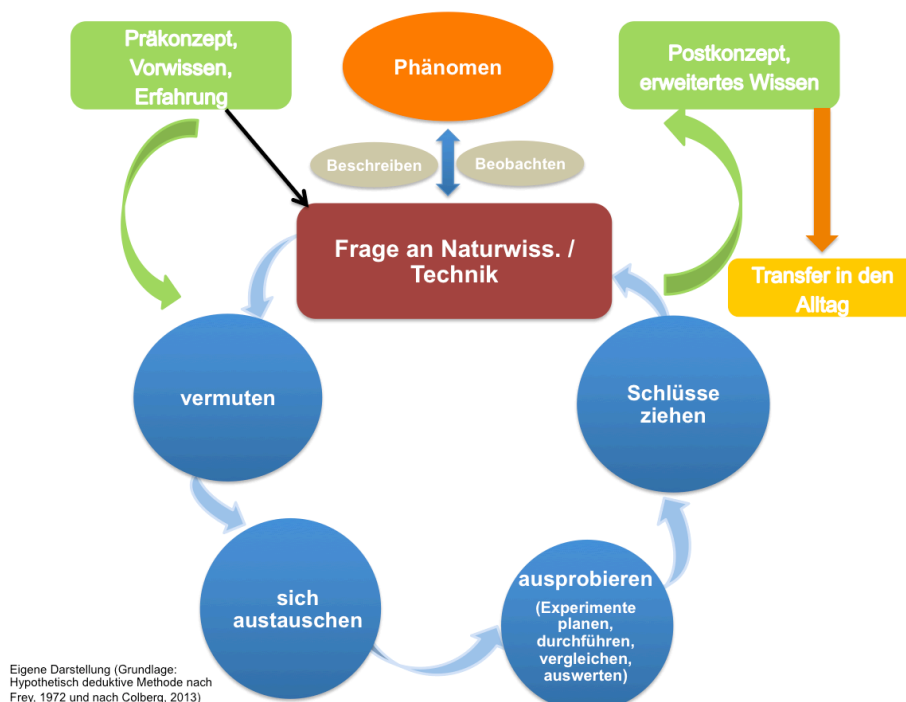 Präkonzept,
Vorwissen,
Erfahrung
Phänomen
Postkonzept,
erweitertes Wissen
Beschreiben
Beobachten
Frage an Naturwiss. /
Technik
Transfer in den
Alltag
vermuten
Schlüsse
ziehen
sich
austauschen
ausprobieren
(Experimente
planen,
durchführen,
vergleichen,
auswerten)
Eigene Darstellung (Grundlage:
Hypothetisch deduktive Methode nach
Frey, 1972 und nach Colberg, 2013)